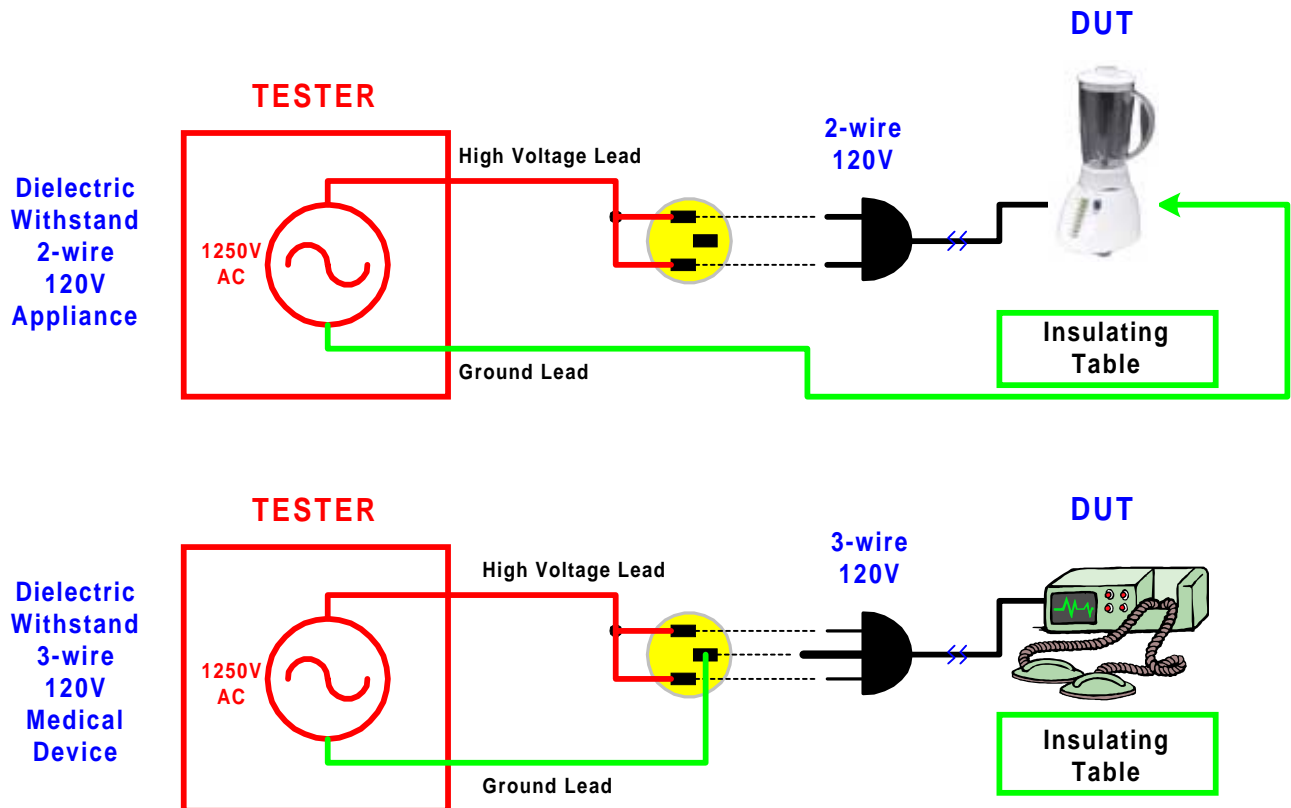 DUT
TESTER
2-wire
120V
High Voltage Lead
Dielectric
Withstand
2-wire
120V
Appliance
1250V
AC
Insulating
Table
Ground Lead
TESTER
DUT
3-wire
120V
High Voltage Lead
Dielectric
Withstand
3-wire
120V
Medical
Device
1250V
AC
Insulating
Table
Ground Lead